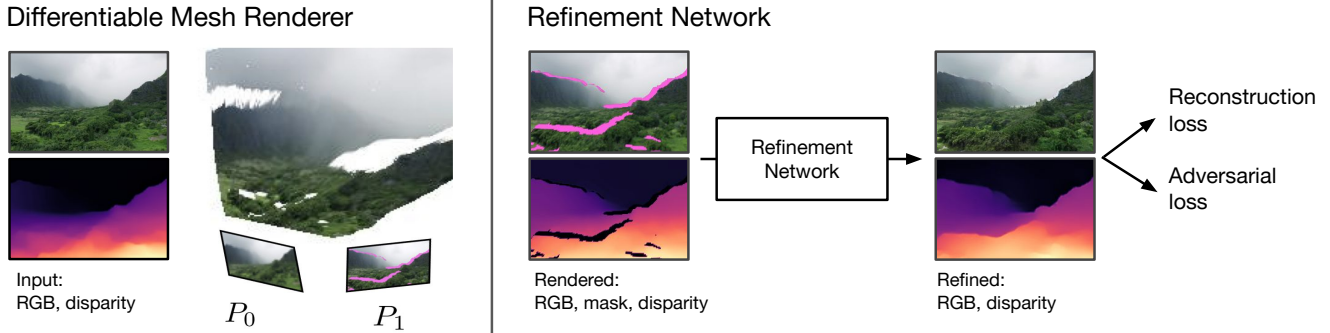 Differentiable Mesh Renderer
Input:
RGB, disparity
P0
P1
Refinement Network
Rendered:
RGB, mask, disparity
Refinement
Network
Refined:
RGB, disparity
Reconstruction
loss
Adversarial
loss